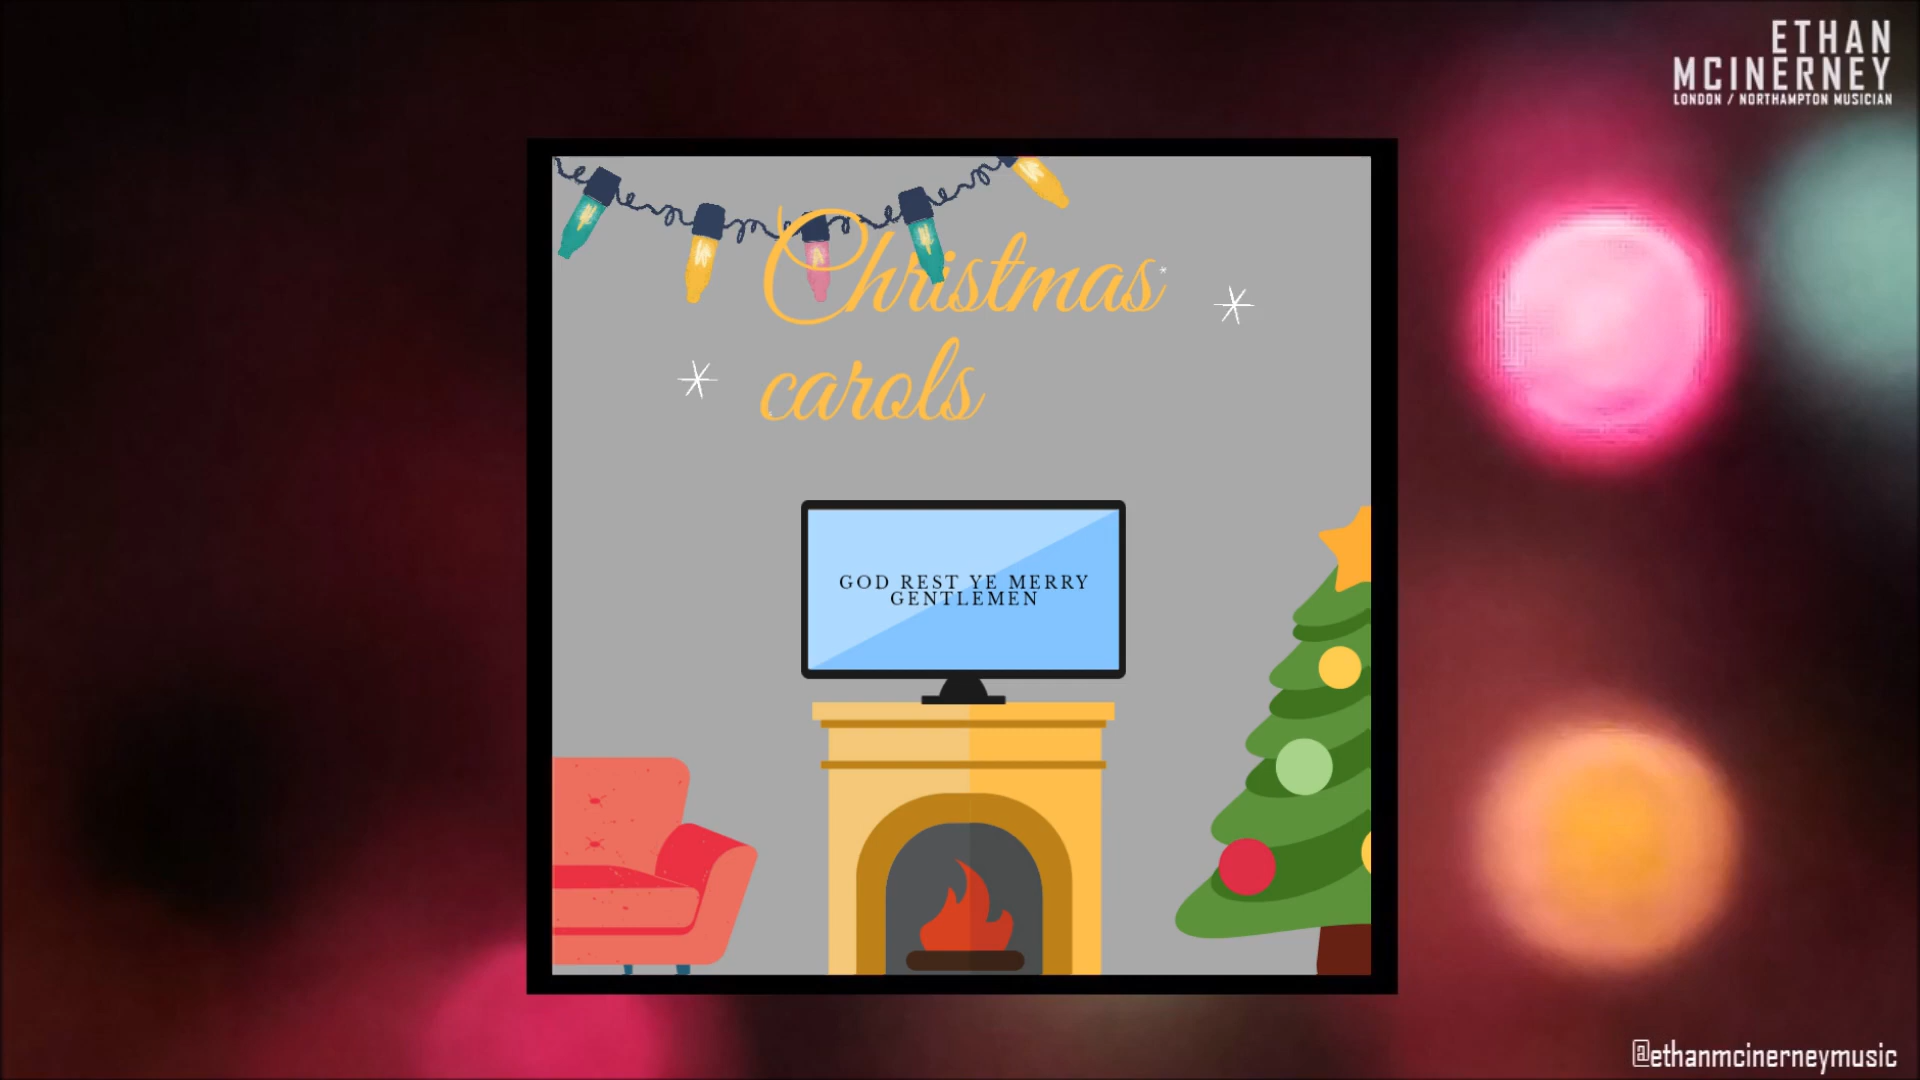 ETHAN
MCINERNEY
LONDON / NORTHAMPTON MUSICIAN
Christmas
carols
GOD REST YE MERRY
GENTLEMEN
@ethanmcinerneymusic